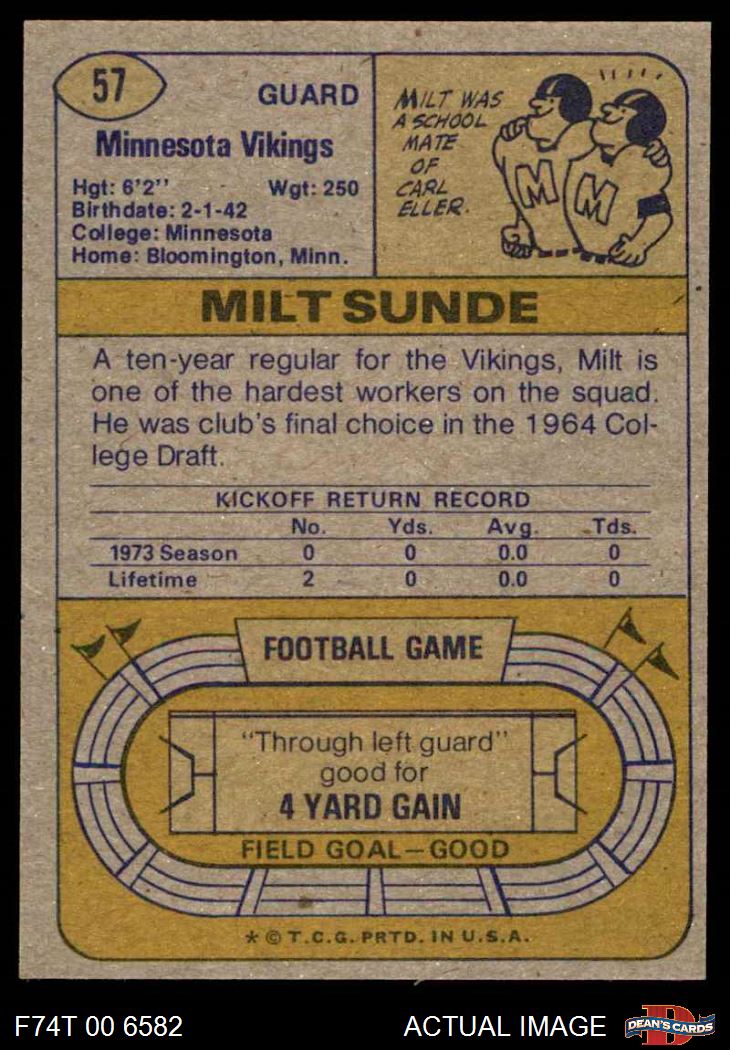 57
GUARD
Minnesota Vikings
Hgt: 6'2'' Wgt: 250
Birthdate: 2-1-42
College: Minnesota
Home: Bloomington, Minn.
MILT WAS
A SCHOOL
MATE
OF
CARL
ELLER.
M M
MILT SUNDE
A ten-year regular for the Vikings, Milt is
one of the hardest workers on the squad.
He was club's final choice in the 1964 Col-
lege Draft.
KICKOFF RETURN RECORD
No. Yds. Avg. Tds.
1973 Season 0 0 0.0 0
Lifetime 2 0 0.0 0
FOOTBALL GAME
"Through left guard"
good for
4 YARD GAIN
FIELD GOAL—GOOD
* © T.C.G. PRTD. IN U.S.A.
F74T 00 6582 ACTUAL IMAGE
D
DEAN'S CARDS